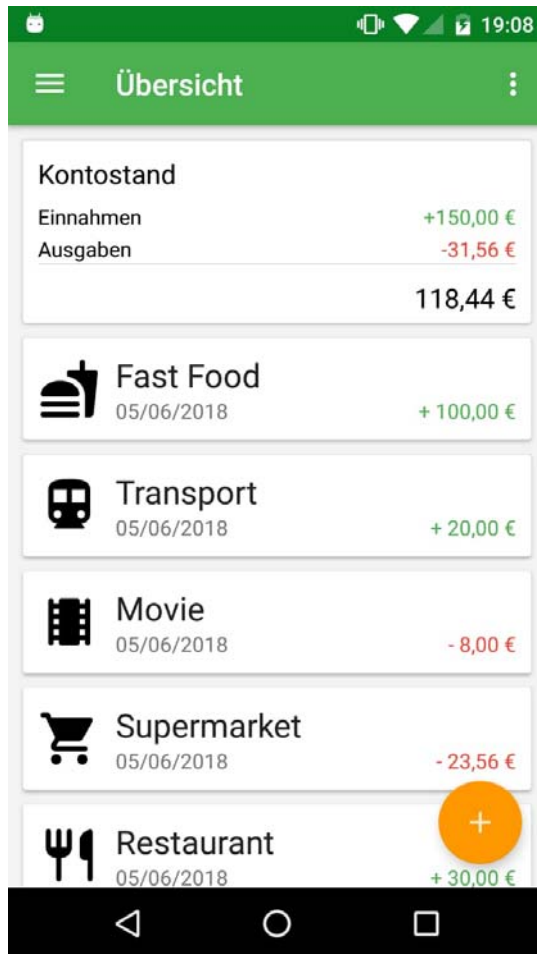 19:08
Übersicht
Kontostand
Einnahmen +150,00 €
Ausgaben -31,56 €
118,44 €
Fast Food
05/06/2018 + 100,00 €
Transport
05/06/2018 + 20,00 €
Movie
05/06/2018 - 8,00 €
Supermarket
05/06/2018 - 23,56 €
Restaurant
05/06/2018 + 30,00 €